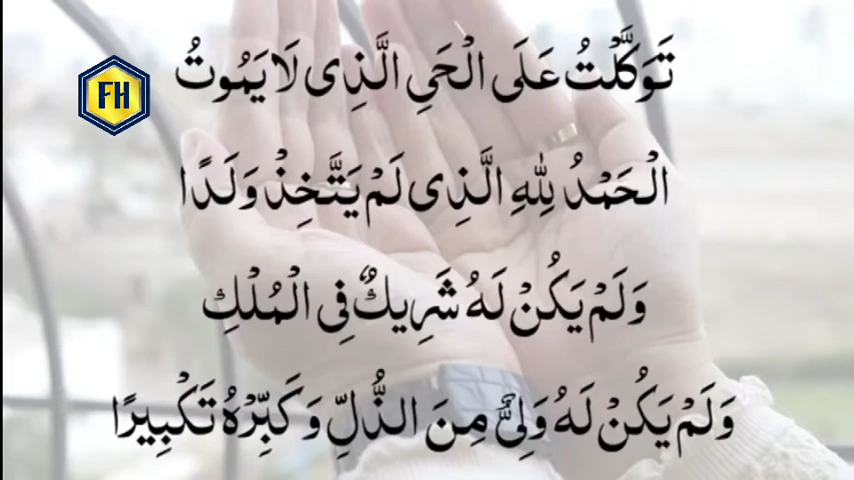 FH
تَوَكَّلْتُ عَلَى الْحَيِ الَّذِى لَا يَمُوتُ
الْحَمْدُ لِلّٰهِ الَّذِى لَمْ يَتَّخِذْ وَلَدًا
وَلَمْ يَكُنْ لَهُ شَرِيكٌ فِى الْمُلْكِ
وَلَمْ يَكُنْ لَهُ وَلِىٌّ مِنَ الذُّلِّ وَكَبِّرْهُ تَكْبِيرًا